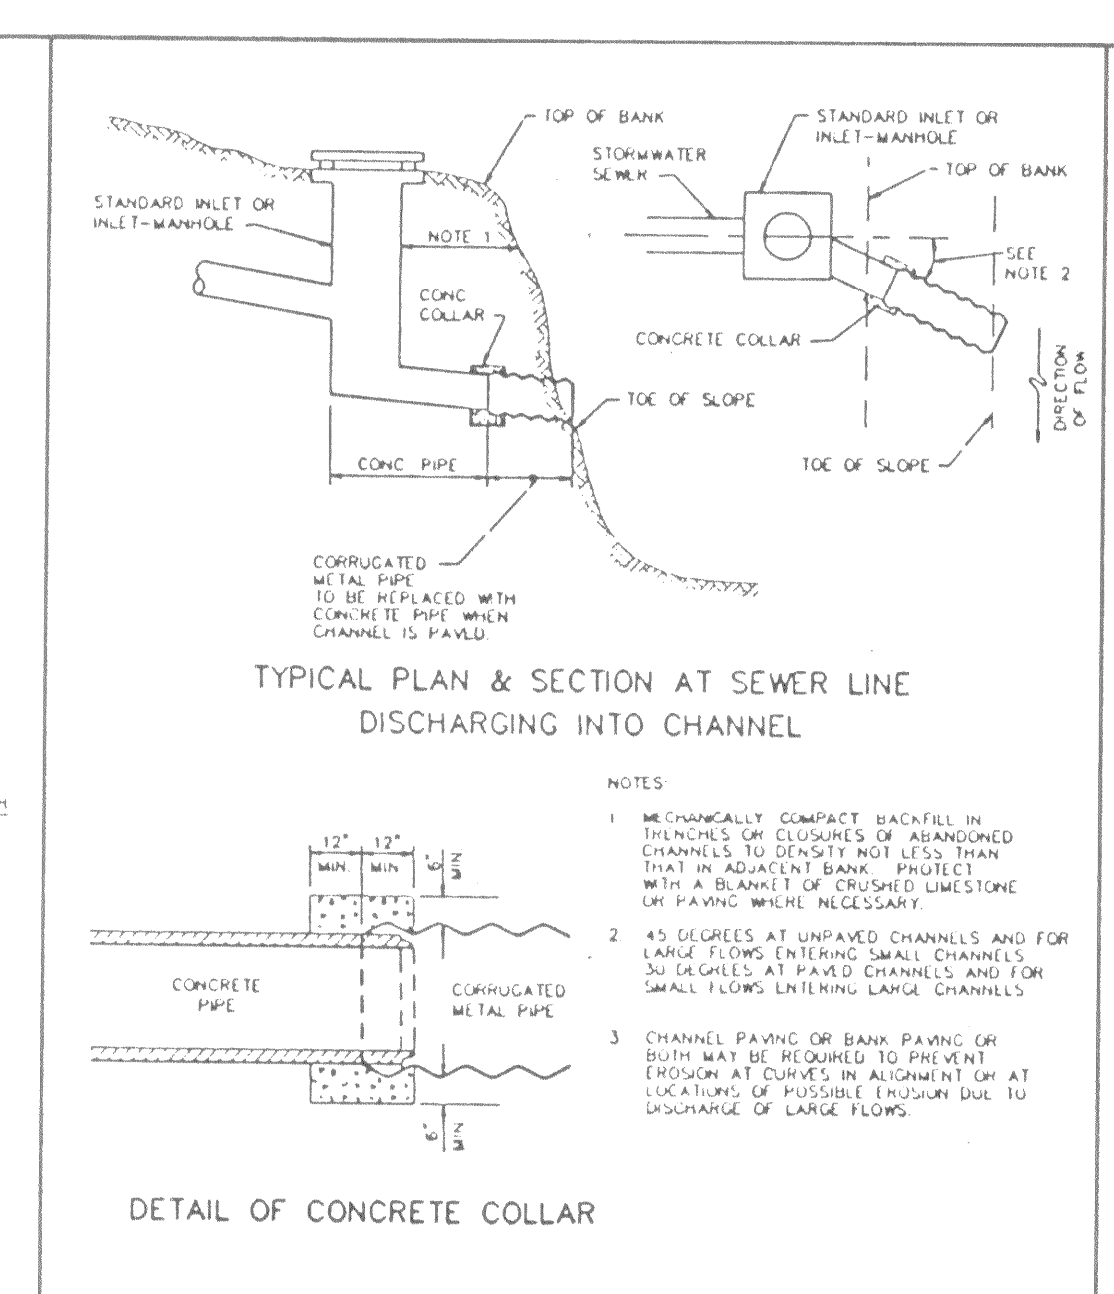 TOP OF BANK
STANDARD INLET OR
INLET-MANHOLE
NOTE 1
CONC
COLLAR
TOE OF SLOPE
CONC PIPE
CORRUGATED
METAL PIPE
TO BE REPLACED WITH
CONCRETE PIPE WHEN
CHANNEL IS PAVED.
STORMWATER
SEWER
STANDARD INLET OR
INLET-MANHOLE
TOP OF BANK
SEE
NOTE 2
CONCRETE COLLAR
DIRECTION
OF FLOW
TOE OF SLOPE
TYPICAL PLAN & SECTION AT SEWER LINE
DISCHARGING INTO CHANNEL
12" 12"
MIN. MIN
6"
MIN
CONCRETE
PIPE
CORRUGATED
METAL PIPE
6"
MIN
DETAIL OF CONCRETE COLLAR
NOTES:
1 MECHANICALLY COMPACT BACKFILL IN
TRENCHES OR CLOSURES OF ABANDONED
CHANNELS TO DENSITY NOT LESS THAN
THAT IN ADJACENT BANK. PROTECT
WITH A BLANKET OF CRUSHED LIMESTONE
OR PAVING WHERE NECESSARY.
2. 45 DEGREES AT UNPAVED CHANNELS AND FOR
LARGE FLOWS ENTERING SMALL CHANNELS
30 DEGREES AT PAVED CHANNELS AND FOR
SMALL FLOWS ENTERING LARGE CHANNELS
3 CHANNEL PAVING OR BANK PAVING OR
BOTH MAY BE REQUIRED TO PREVENT
EROSION AT CURVES IN ALIGNMENT OR AT
LOCATIONS OF POSSIBLE EROSION DUE TO
DISCHARGE OF LARGE FLOWS.